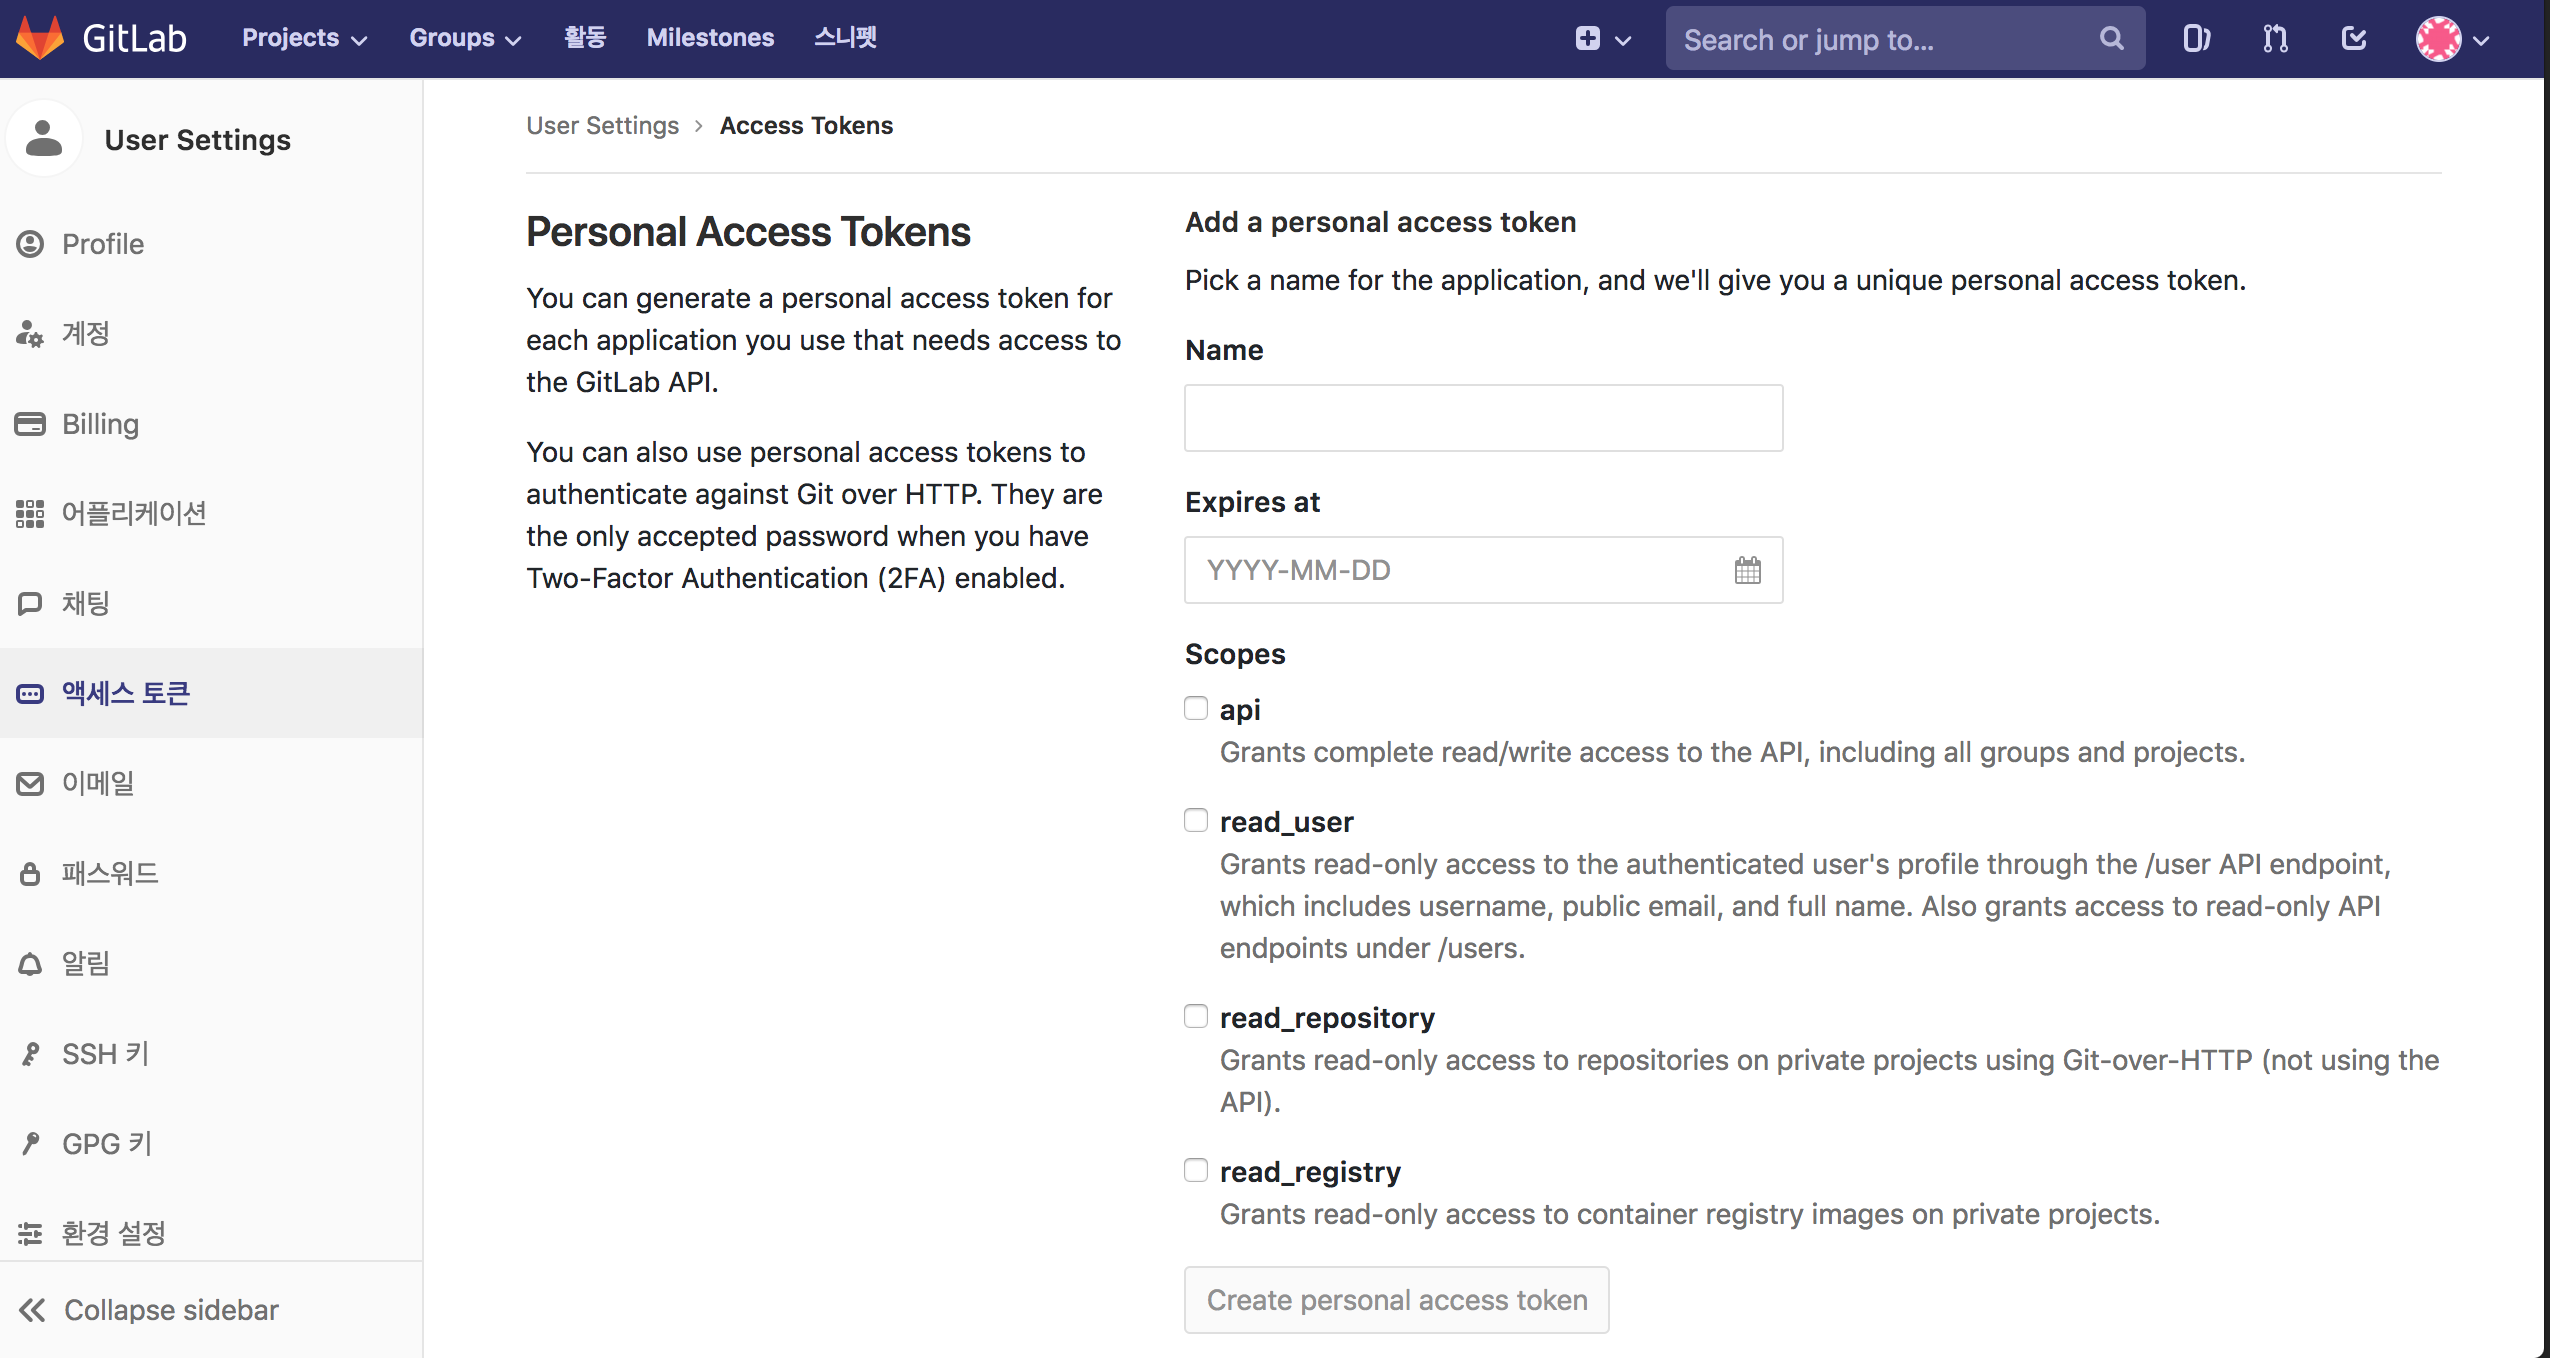 GitLab Projects Groups 활동 Milestones 스니펫 Search or jump to...
User Settings
Profile
계정
Billing
어플리케이션
채팅
액세스 토큰
이메일
패스워드
알림
SSH 키
GPG 키
환경 설정
Collapse sidebar
User Settings › Access Tokens
Personal Access Tokens
You can generate a personal access token for
each application you use that needs access to
the GitLab API.
You can also use personal access tokens to
authenticate against Git over HTTP. They are
the only accepted password when you have
Two-Factor Authentication (2FA) enabled.
Add a personal access token
Pick a name for the application, and we'll give you a unique personal access token.
Name
Expires at
YYYY-MM-DD
Scopes
api
Grants complete read/write access to the API, including all groups and projects.
read_user
Grants read-only access to the authenticated user's profile through the /user API endpoint,
which includes username, public email, and full name. Also grants access to read-only API
endpoints under /users.
read_repository
Grants read-only access to repositories on private projects using Git-over-HTTP (not using the
API).
read_registry
Grants read-only access to container registry images on private projects.
Create personal access token